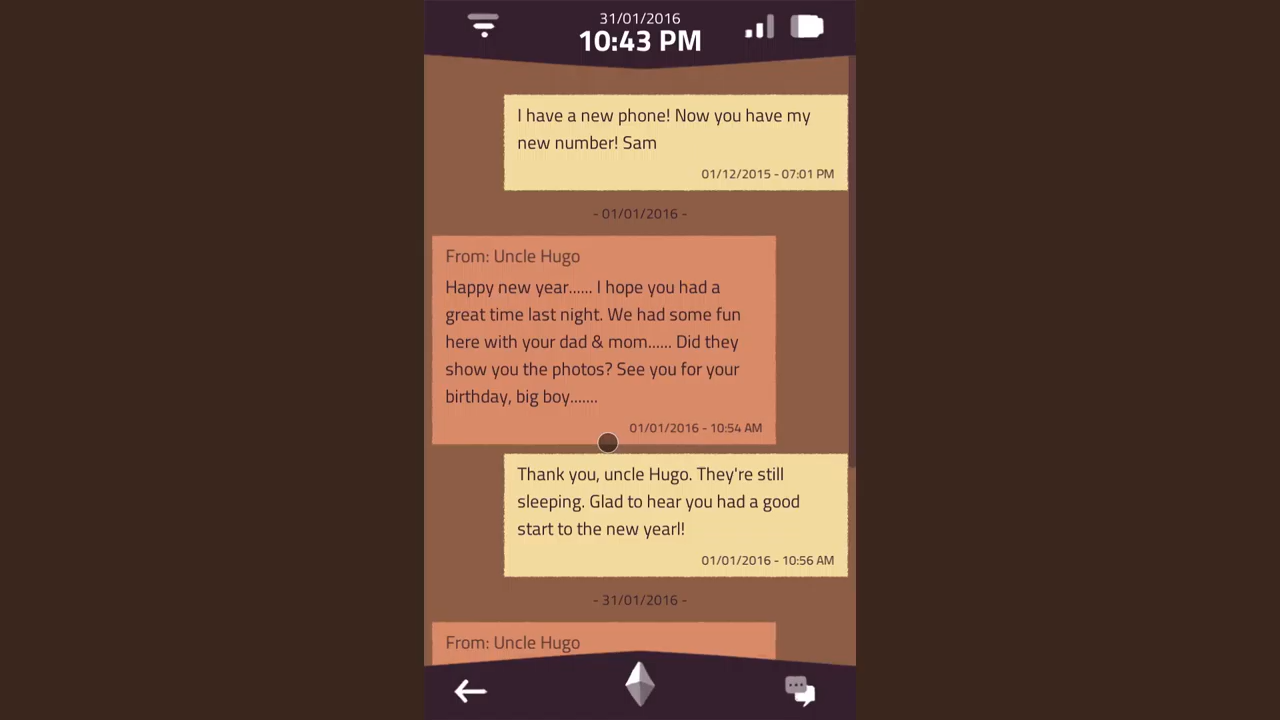 31/01/2016
10:43 PM
I have a new phone! Now you have my
new number! Sam
01/12/2015 - 07:01 PM
- 01/01/2016 -
From: Uncle Hugo
Happy new year...... I hope you had a
great time last night. We had some fun
here with your dad & mom...... Did they
show you the photos? See you for your
birthday, big boy.......
01/01/2016 - 10:54 AM
Thank you, uncle Hugo. They're still
sleeping. Glad to hear you had a good
start to the new yearl!
01/01/2016 - 10:56 AM
- 31/01/2016 -
From: Uncle Hugo